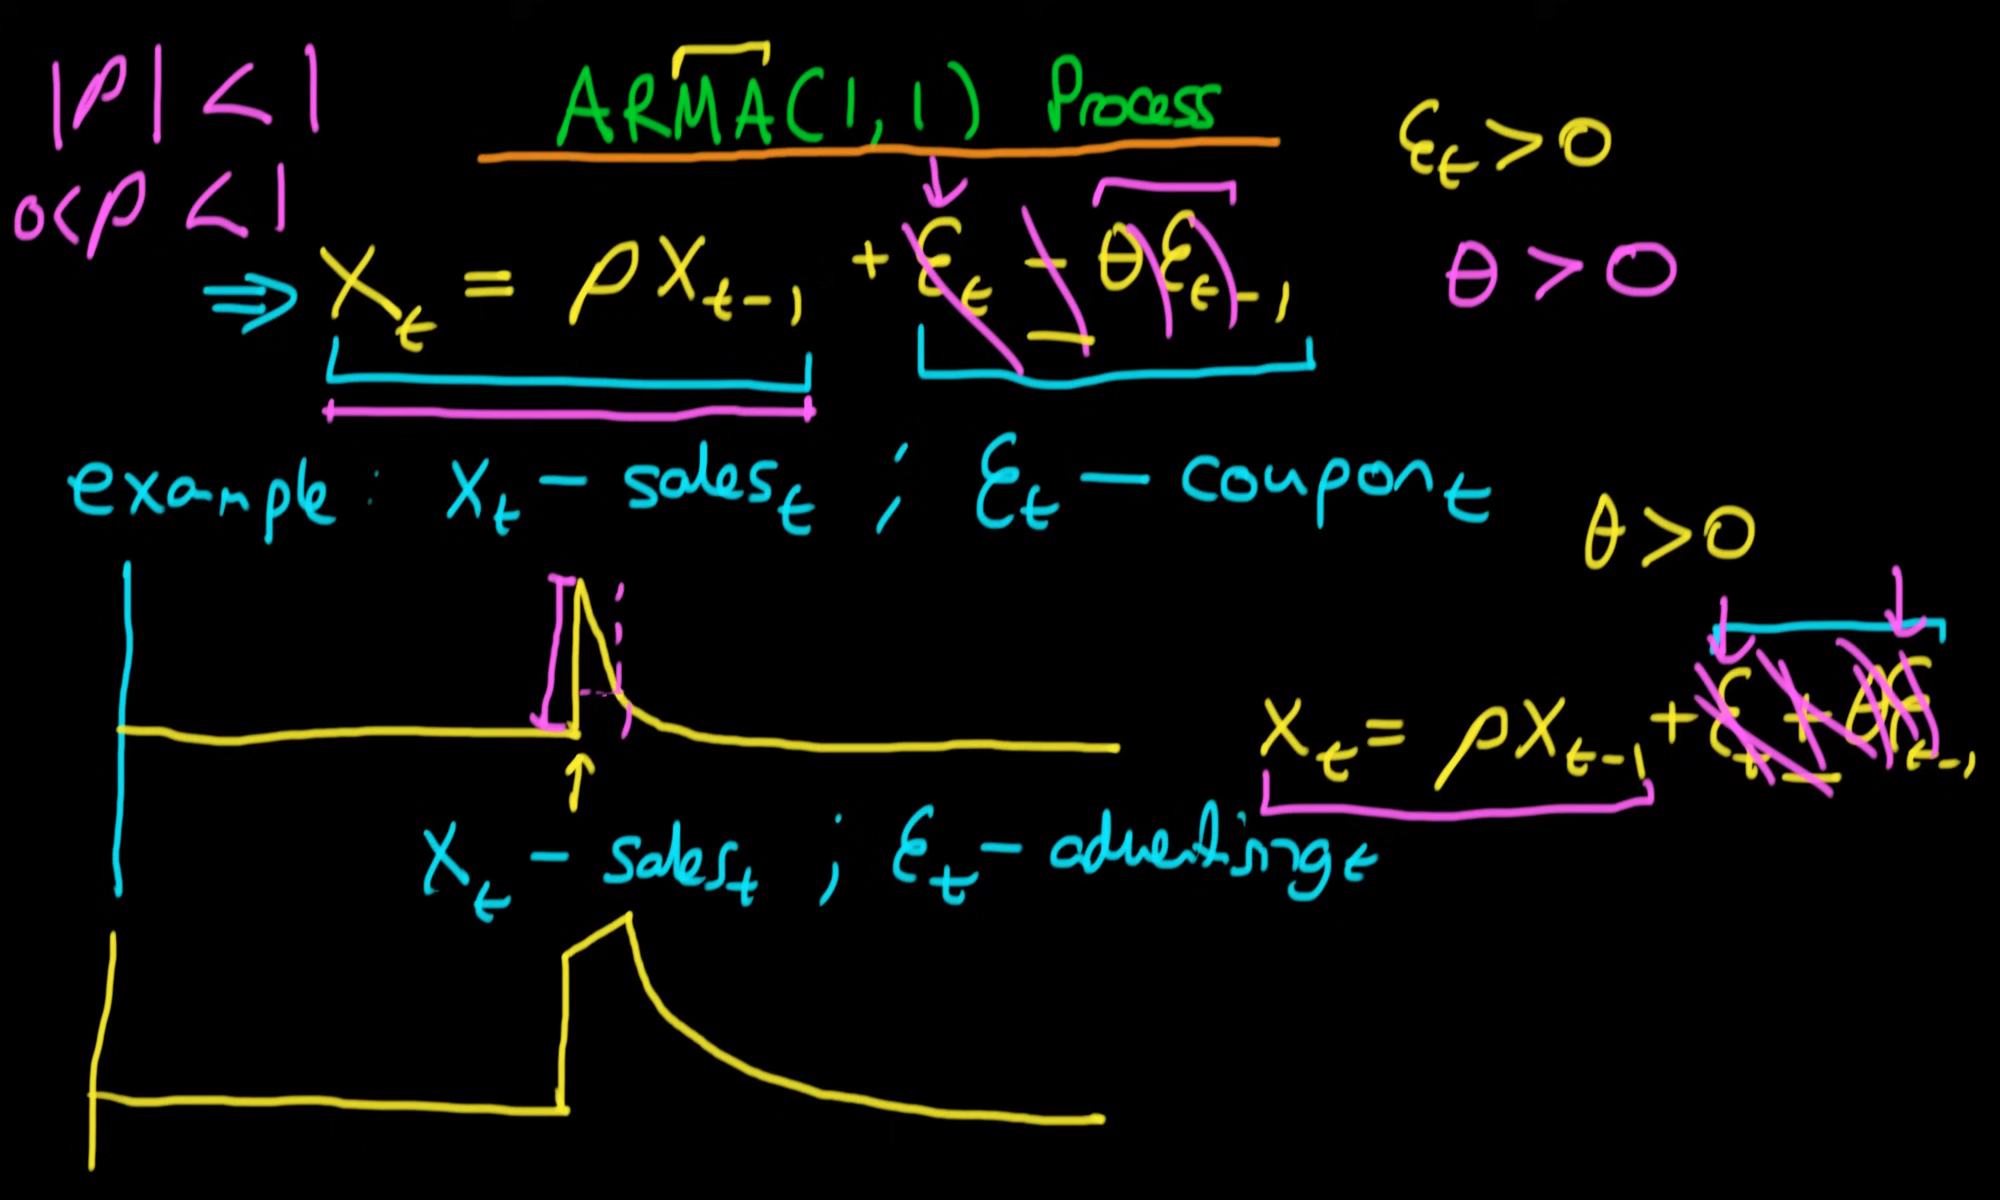 |ρ| < 1
ARMA(1,1) Process
ε_t > 0
0 < ρ < 1
θ > 0
⇒ X_t = ρX_{t-1} + ε_t - θε_{t-1}
example: X_t - sales_t ; ε_t - coupon_t
θ > 0
X_t = ρX_{t-1} + ε_t + θε_{t-1}
X_t - sales_t ; ε_t - advertising_t